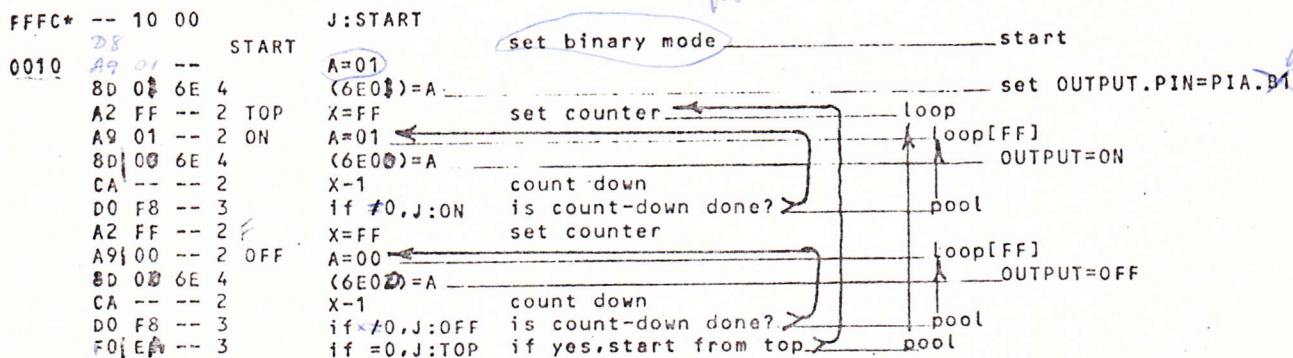 FFFC* -- 10 00 J:START
D8 START set binary mode start
0010 A9 01 -- A=01
8D 01 6E 4 (6E01)=A set OUTPUT.PIN=PIA.B1
A2 FF -- 2 TOP X=FF set counter loop
A9 01 -- 2 ON A=01 loop[FF]
8D 00 6E 4 (6E00)=A OUTPUT=ON
CA -- -- 2 X-1 count down
D0 F8 -- 3 if ≠0,J:ON is count-down done? pool
A2 FF -- 2 X=FF set counter
A9 00 -- 2 OFF A=00 loop[FF]
8D 00 6E 4 (6E00)=A OUTPUT=OFF
CA -- -- 2 X-1 count down
D0 F8 -- 3 if ≠0,J:OFF is count-down done? pool
F0 EA -- 3 if =0,J:TOP if yes,start from top pool